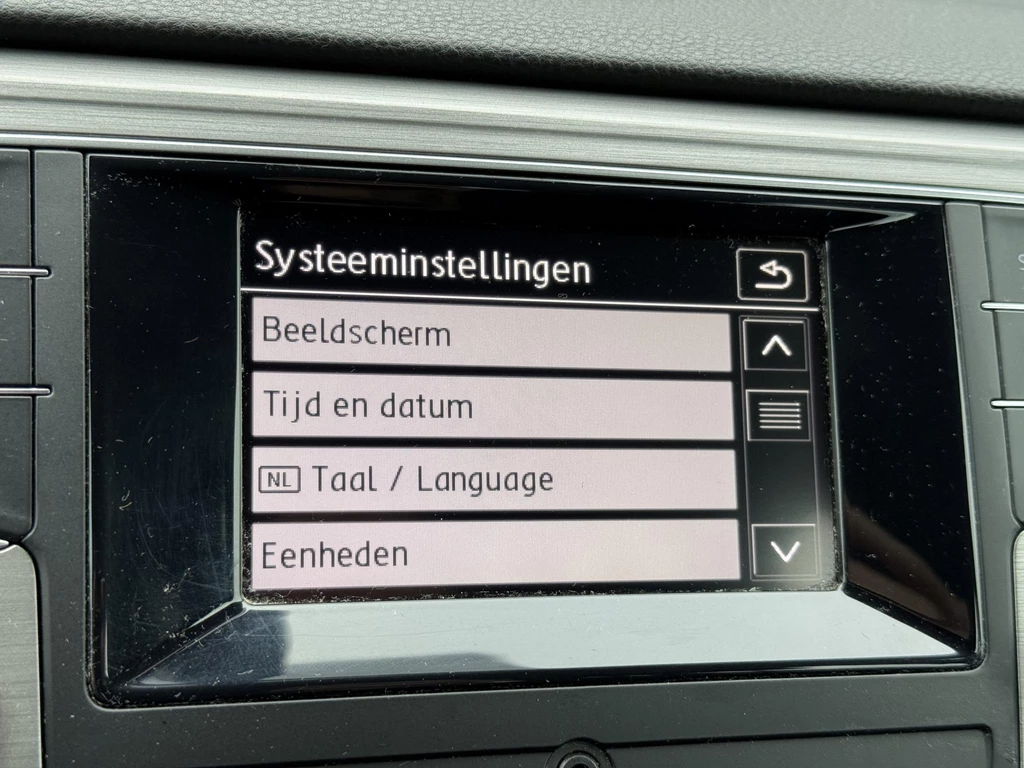 Systeeminstellingen
Beeldscherm
Tijd en datum
NL Taal / Language
Eenheden